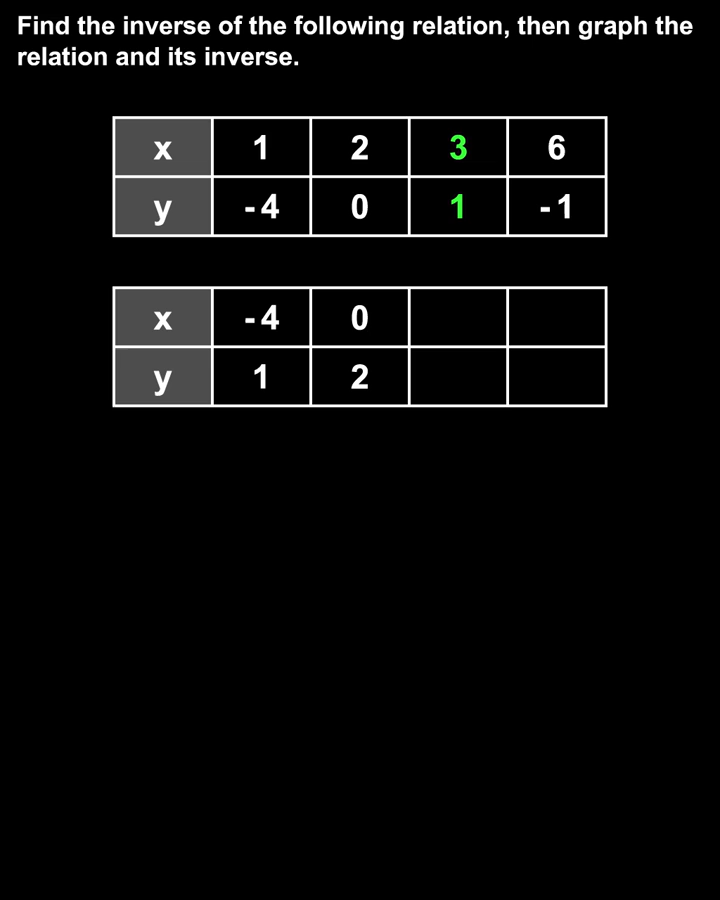 Find the inverse of the following relation, then graph the
relation and its inverse.
x 1 2 3 6
y -4 0 1 -1
x -4 0
y 1 2